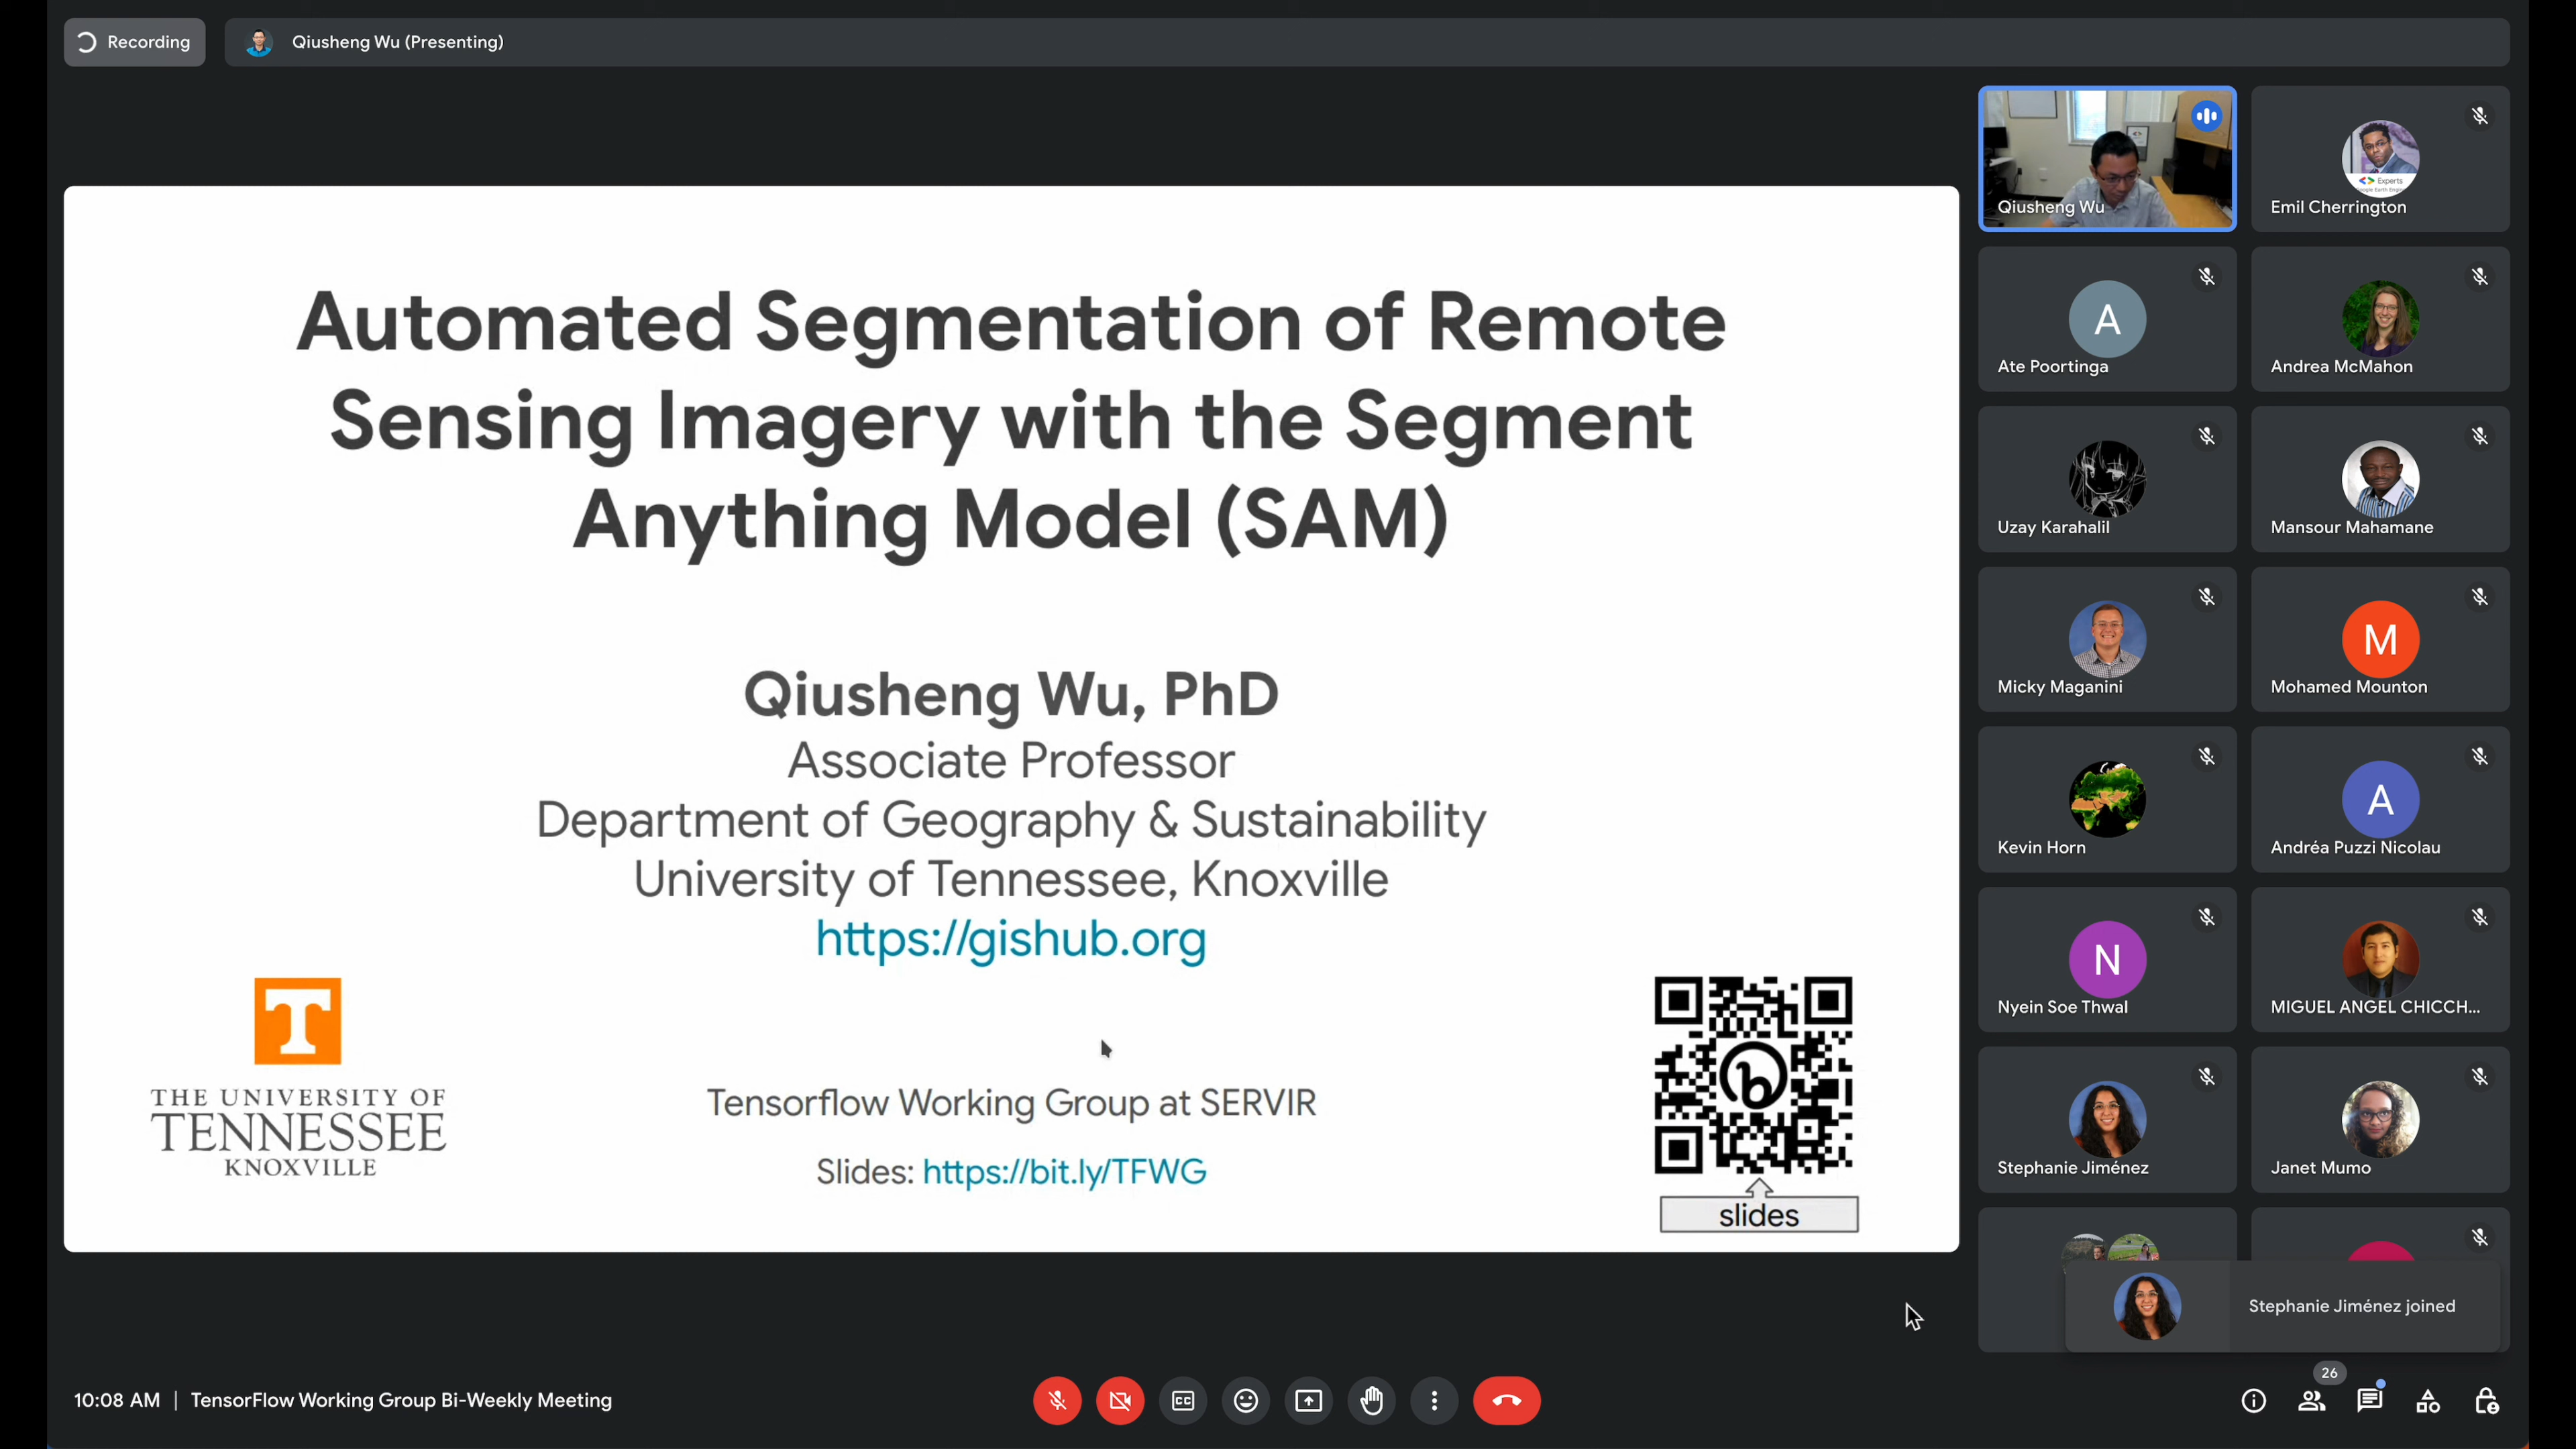 Recording
Qiusheng Wu (Presenting)
Automated Segmentation of Remote
Sensing Imagery with the Segment
Anything Model (SAM)
Qiusheng Wu, PhD
Associate Professor
Department of Geography & Sustainability
University of Tennessee, Knoxville
https://gishub.org
T
THE UNIVERSITY OF
TENNESSEE
KNOXVILLE
Tensorflow Working Group at SERVIR
Slides: https://bit.ly/TFWG
slides
Qiusheng Wu
Experts
Emil Cherrington
A
Ate Poortinga
Andrea McMahon
Uzay Karahalil
Mansour Mahamane
Micky Maganini
M
Mohamed Mounton
Kevin Horn
A
Andréa Puzzi Nicolau
N
Nyein Soe Thwal
MIGUEL ANGEL CHICCH...
Stephanie Jiménez
Janet Mumo
Stephanie Jiménez joined
10:08 AM | TensorFlow Working Group Bi-Weekly Meeting
CC
26